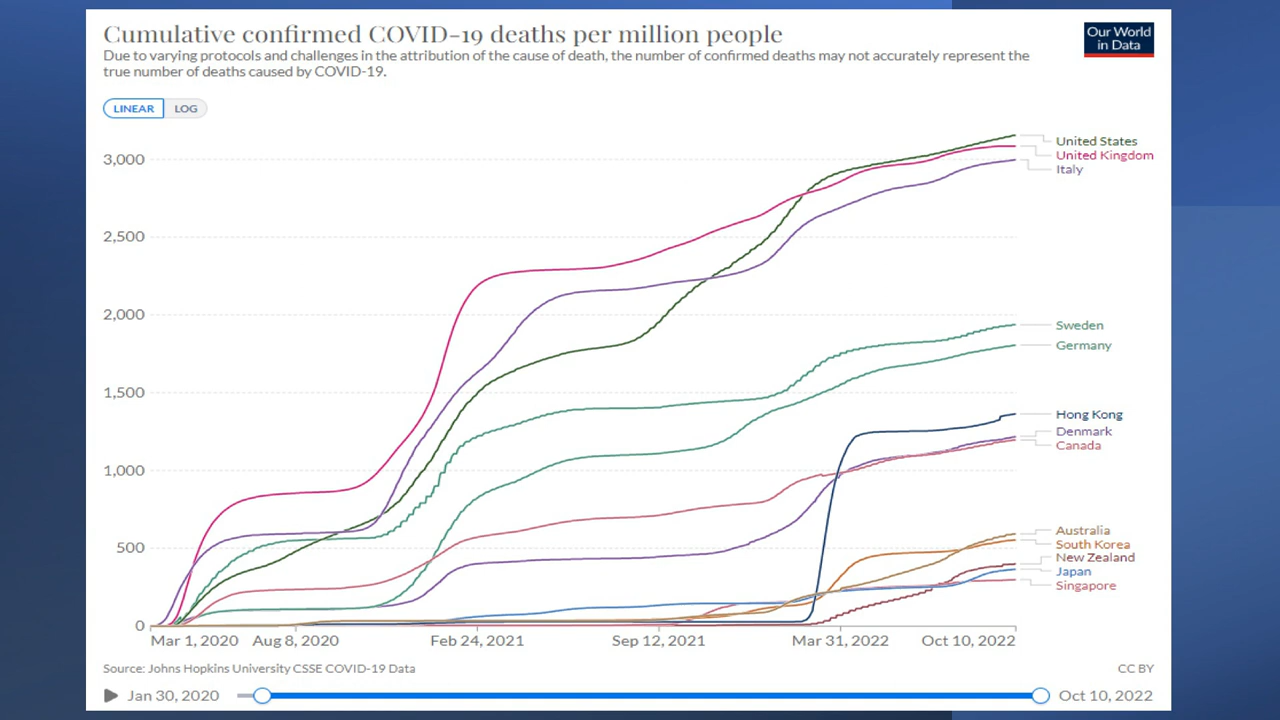 Cumulative confirmed COVID-19 deaths per million people
Our World
in Data
Due to varying protocols and challenges in the attribution of the cause of death, the number of confirmed deaths may not accurately represent the
true number of deaths caused by COVID-19.
LINEAR LOG
3,000
2,500
2,000
1,500
1,000
500
0
United States
United Kingdom
Italy
Sweden
Germany
Hong Kong
Denmark
Canada
Australia
South Korea
New Zealand
Japan
Singapore
Mar 1, 2020 Aug 8, 2020 Feb 24, 2021 Sep 12, 2021 Mar 31, 2022 Oct 10, 2022
Source: Johns Hopkins University CSSE COVID-19 Data CC BY
Jan 30, 2020 Oct 10, 2022